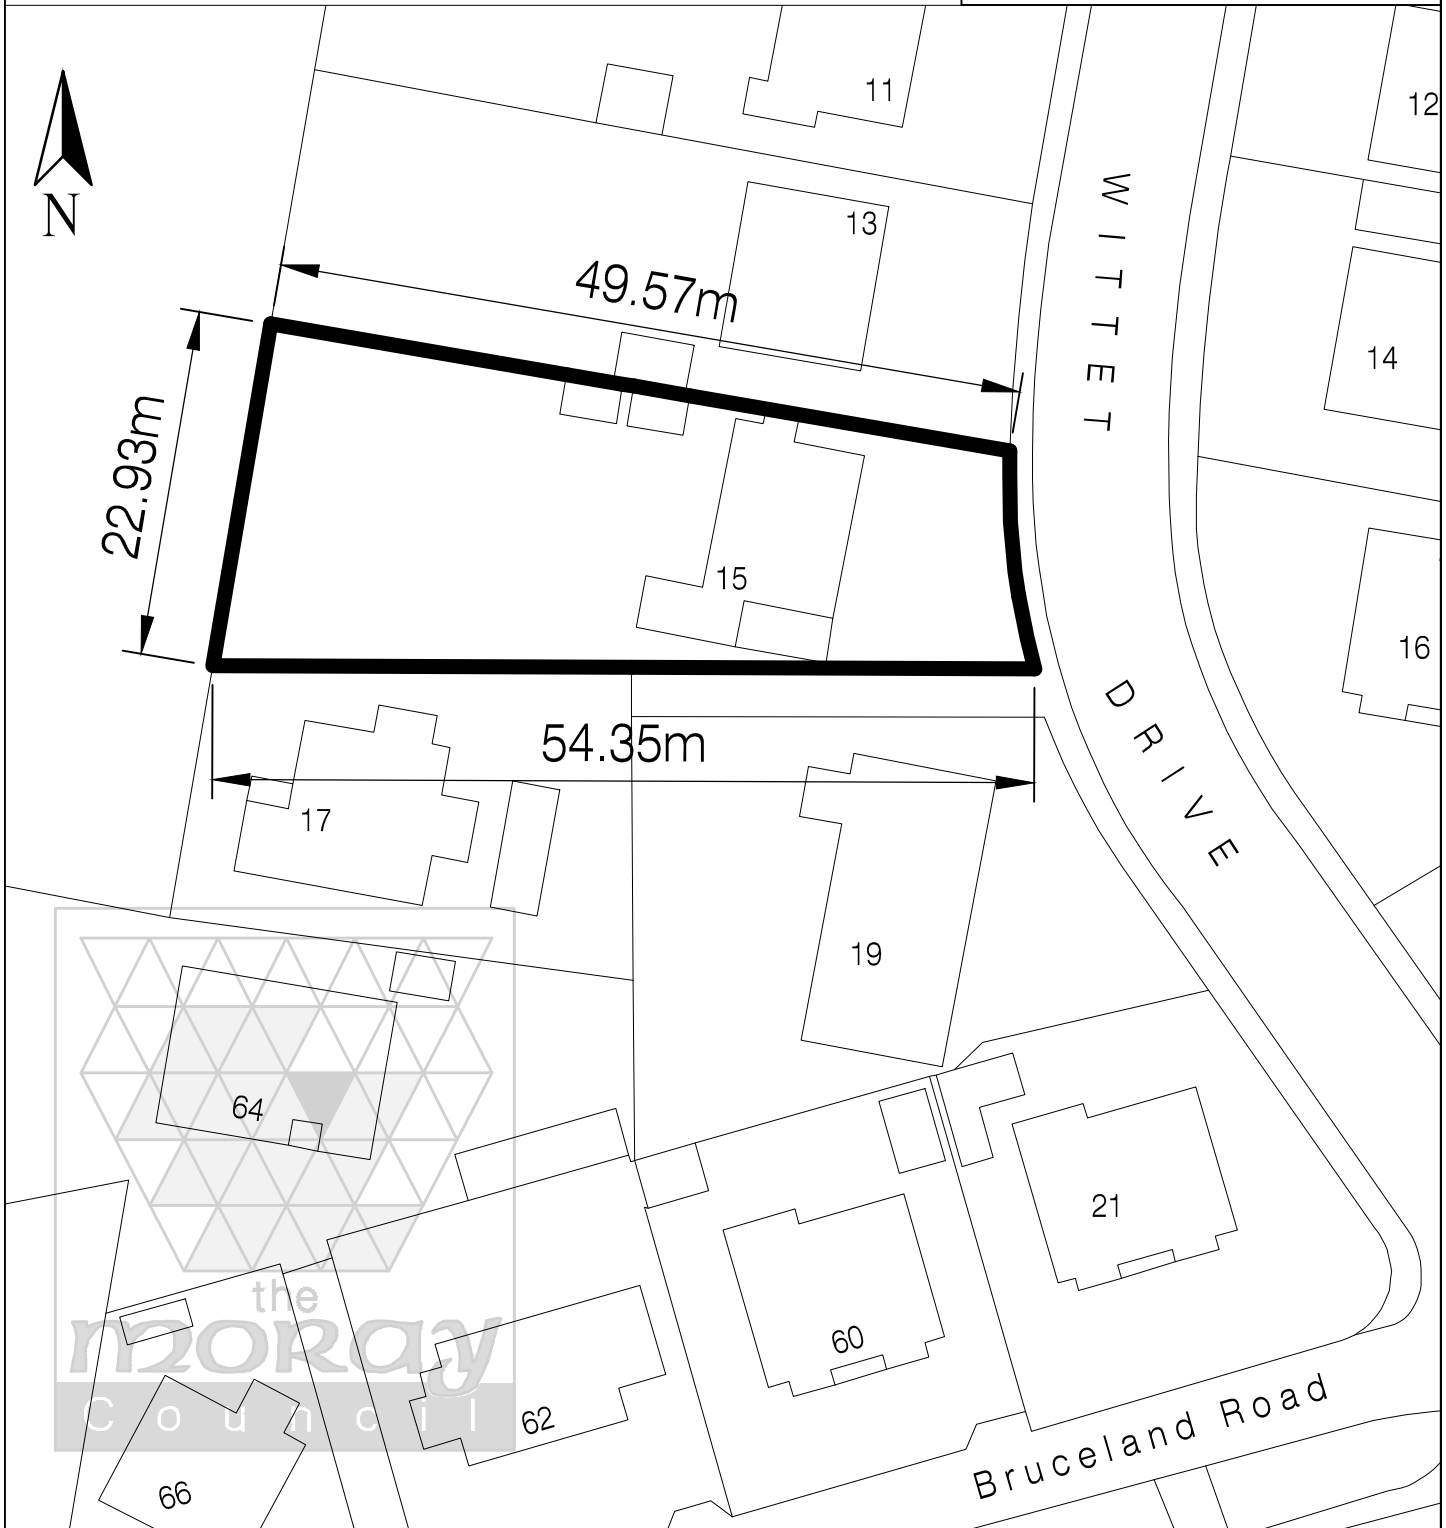 11
12
WITTET
N
13
49.57m
14
22.93m
15
16
DRIVE
54.35m
17
19
64
21
the
moray
Council
60
Bruceland Road
62
66